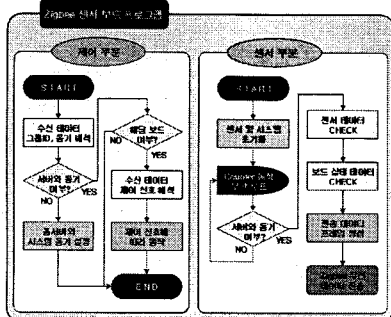 Zigbee 센서 보드 프로그램
제어 부분
START
수신 데이터
그룹ID, 동기 해석
서버와 동기
여부?
YES
NO
홈서버와
시스템 동기 설정
해당 보드
여부?
NO
YES
수신 데이터
제어 신호 해석
제어 신호에
따라 동작
END
센서 부분
START
센서 및 시스템
초기화
서버와 동기
여부?
YES
NO
센서 데이터
CHECK
보드 상태 데이터
CHECK
전송 데이터
프레임 생성